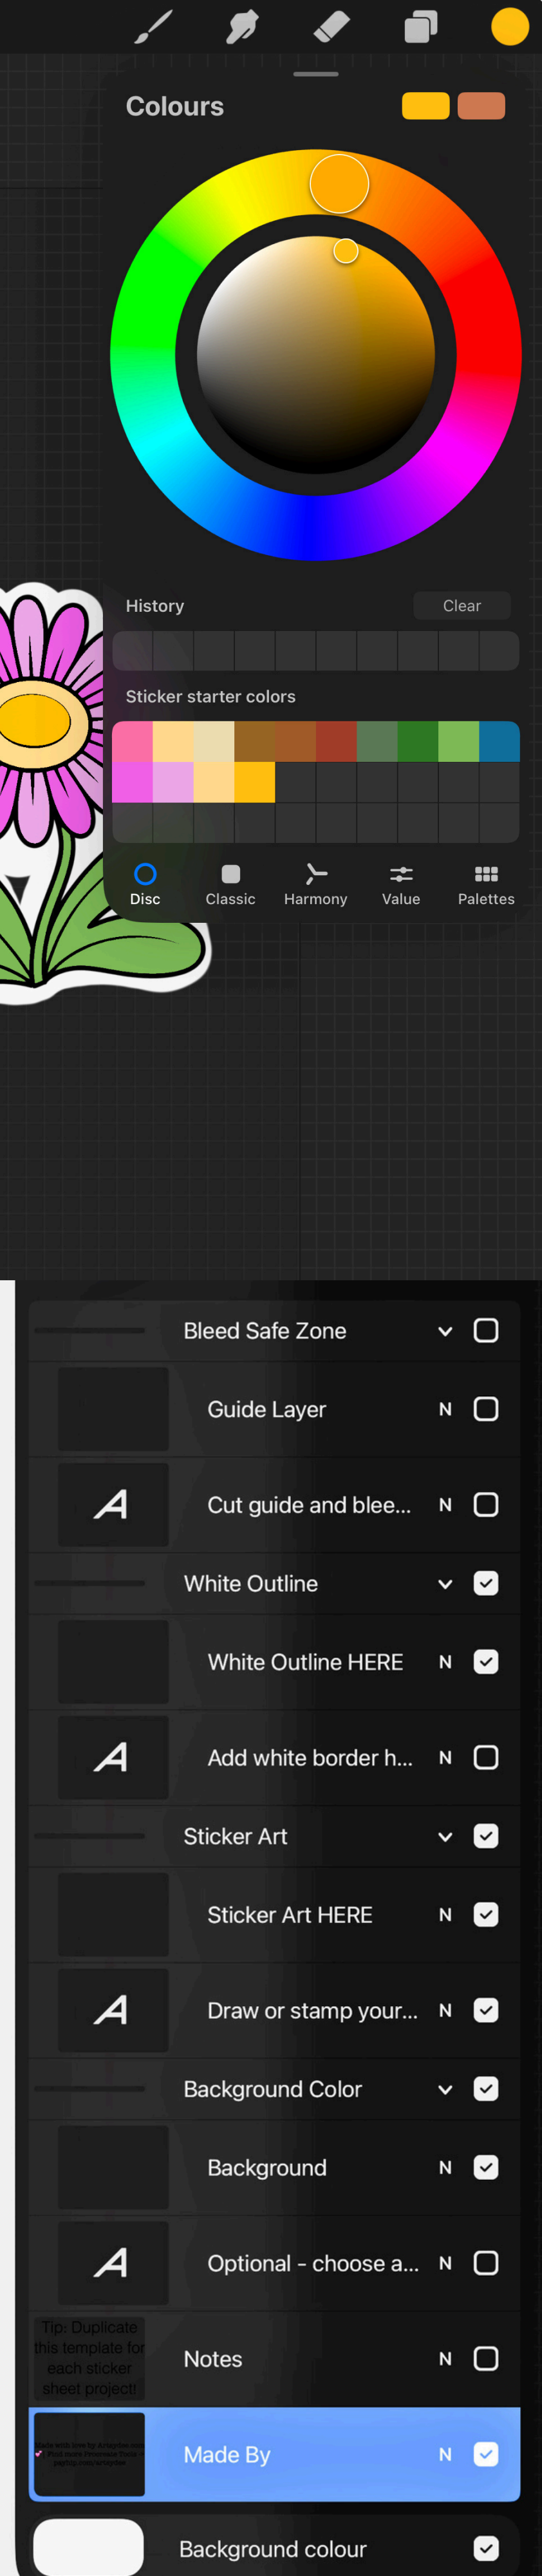 Colours
History
Clear
Sticker starter colors
Disc
Classic
Harmony
Value
Palettes
Bleed Safe Zone
Guide Layer
N
A
Cut guide and blee...
N
White Outline
White Outline HERE
N
A
Add white border h...
N
Sticker Art
Sticker Art HERE
N
A
Draw or stamp your...
N
Background Color
Background
N
A
Optional - choose a...
N
Tip: Duplicate
this template for
each sticker
sheet project!
Notes
N
Made By
N
Background colour